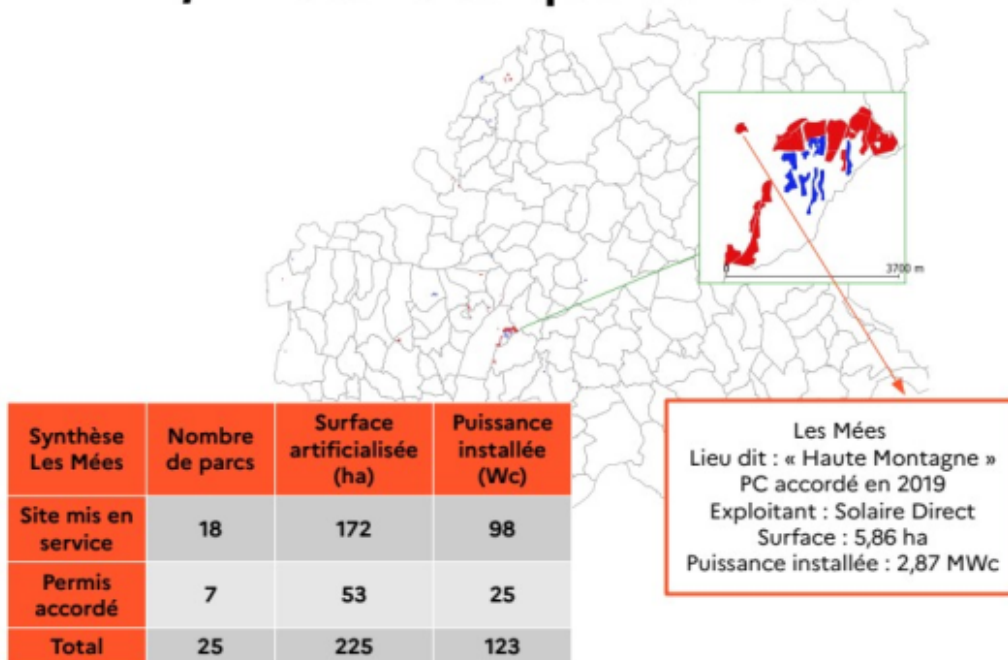 0
3700 m
Synthèse
Les Mées
Nombre
de parcs
Surface
artificialisée
(ha)
Puissance
installée
(Wc)
Site mis en
service
18
172
98
Permis
accordé
7
53
25
Total
25
225
123
Les Mées
Lieu dit : « Haute Montagne »
PC accordé en 2019
Exploitant : Solaire Direct
Surface : 5,86 ha
Puissance installée : 2,87 MWc